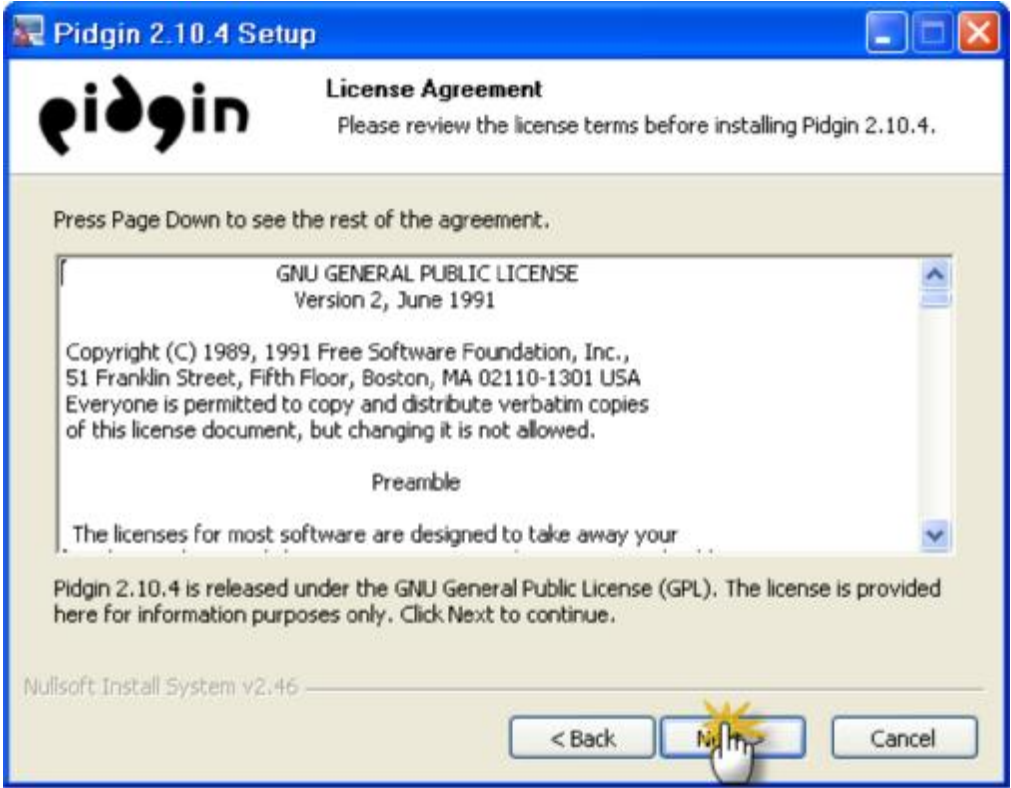 Pidgin 2.10.4 Setup
pidgin
License Agreement
Please review the license terms before installing Pidgin 2.10.4.
Press Page Down to see the rest of the agreement.
GNU GENERAL PUBLIC LICENSE
Version 2, June 1991
Copyright (C) 1989, 1991 Free Software Foundation, Inc.,
51 Franklin Street, Fifth Floor, Boston, MA 02110-1301 USA
Everyone is permitted to copy and distribute verbatim copies
of this license document, but changing it is not allowed.
Preamble
The licenses for most software are designed to take away your
Pidgin 2.10.4 is released under the GNU General Public License (GPL). The license is provided
here for information purposes only. Click Next to continue.
Nullsoft Install System v2.46
< Back
Cancel